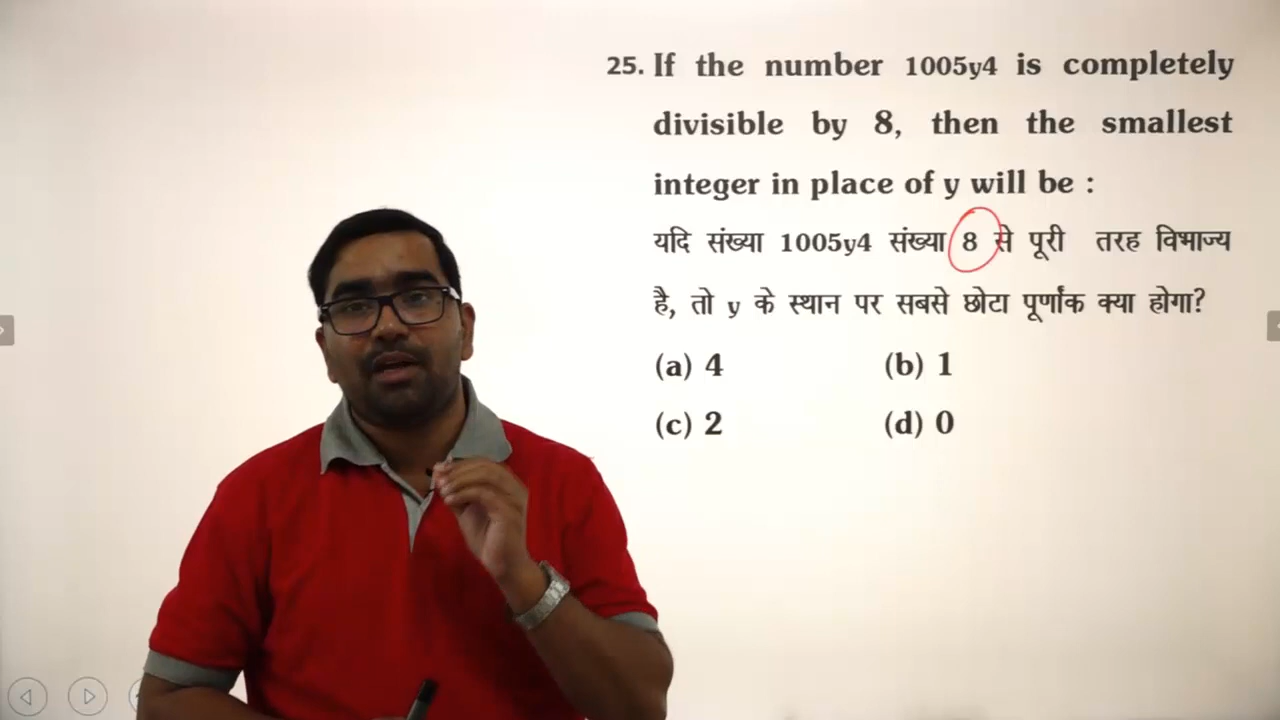 25. If the number 1005y4 is completely
divisible by 8, then the smallest
integer in place of y will be :
यदि संख्या 1005y4 संख्या 8 से पूरी तरह विभाज्य
है, तो y के स्थान पर सबसे छोटा पूर्णांक क्या होगा?
(a) 4 (b) 1
(c) 2 (d) 0